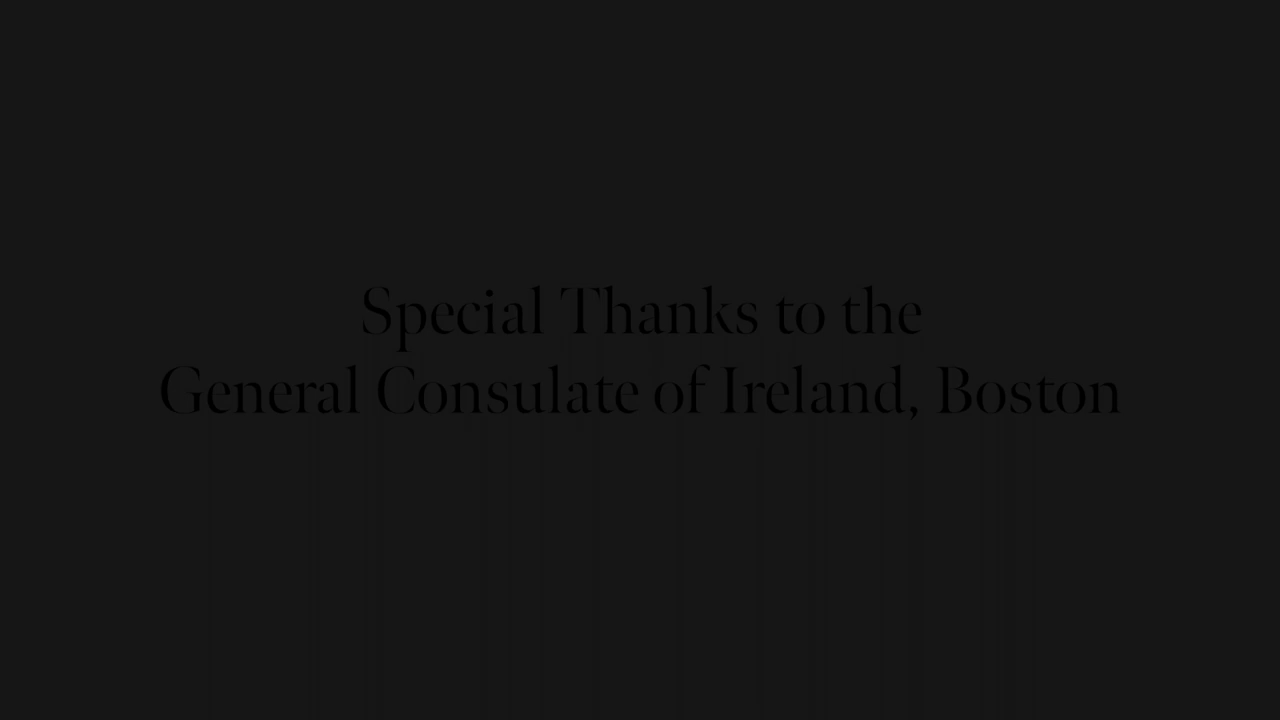 Special Thanks to the
General Consulate of Ireland, Boston